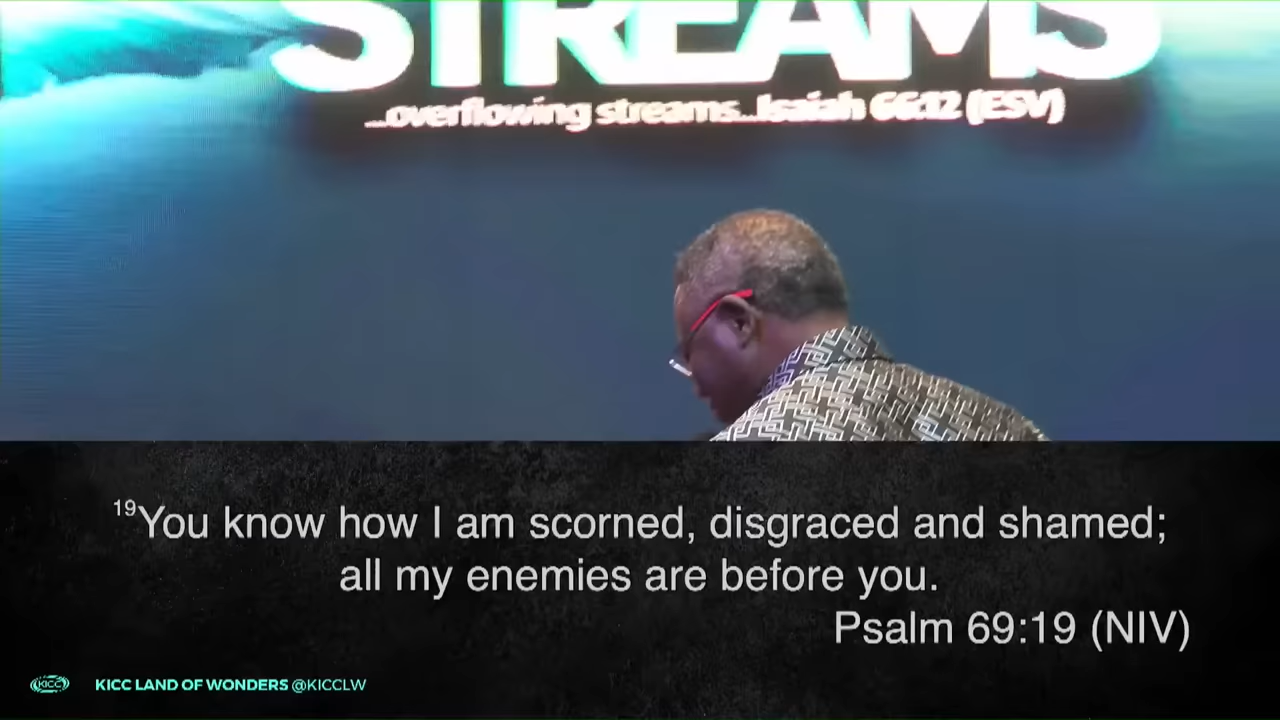 STREAMS
...overflowing streams...Isaiah 66:12 (ESV)
19You know how I am scorned, disgraced and shamed;
all my enemies are before you.
Psalm 69:19 (NIV)
KICC
KICC LAND OF WONDERS @KICCLW